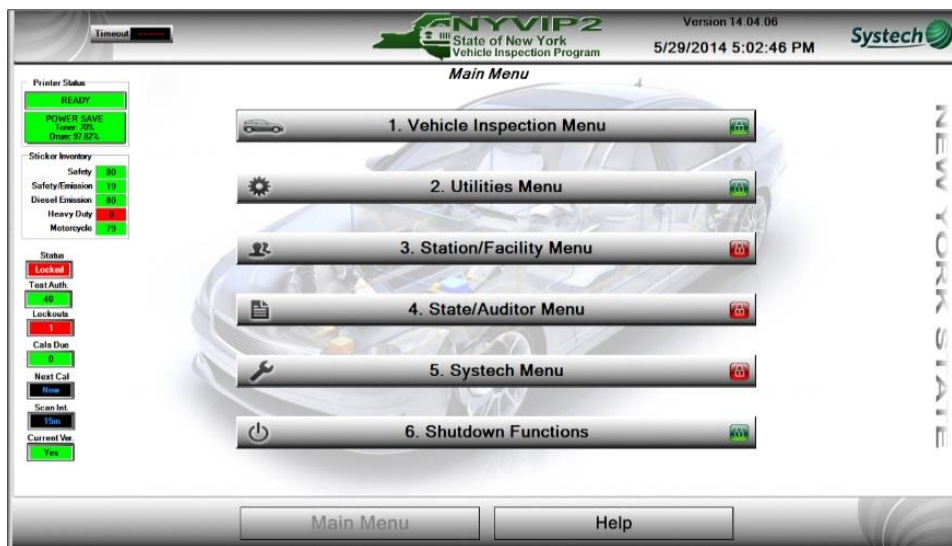 Timeout
NYVIP2
State of New York
Vehicle Inspection Program
Version 14.04.06
5/29/2014 5:02:46 PM
Systech
Main Menu
Printer Status
READY
POWER SAVE
Toner: 70%
Drum: 97.82%
Sticker Inventory
Safety 80
Safety/Emission 79
Diesel Emission 80
Heavy Duty 0
Motorcycle 79
Status
Locked
Test Auth.
40
Lockouts
1
Cals Due
0
Next Cal
Now
Scan Int.
15m
Current Ver.
Yes
1. Vehicle Inspection Menu
2. Utilities Menu
3. Station/Facility Menu
4. State/Auditor Menu
5. Systech Menu
6. Shutdown Functions
NEW YORK STATE
Main Menu
Help